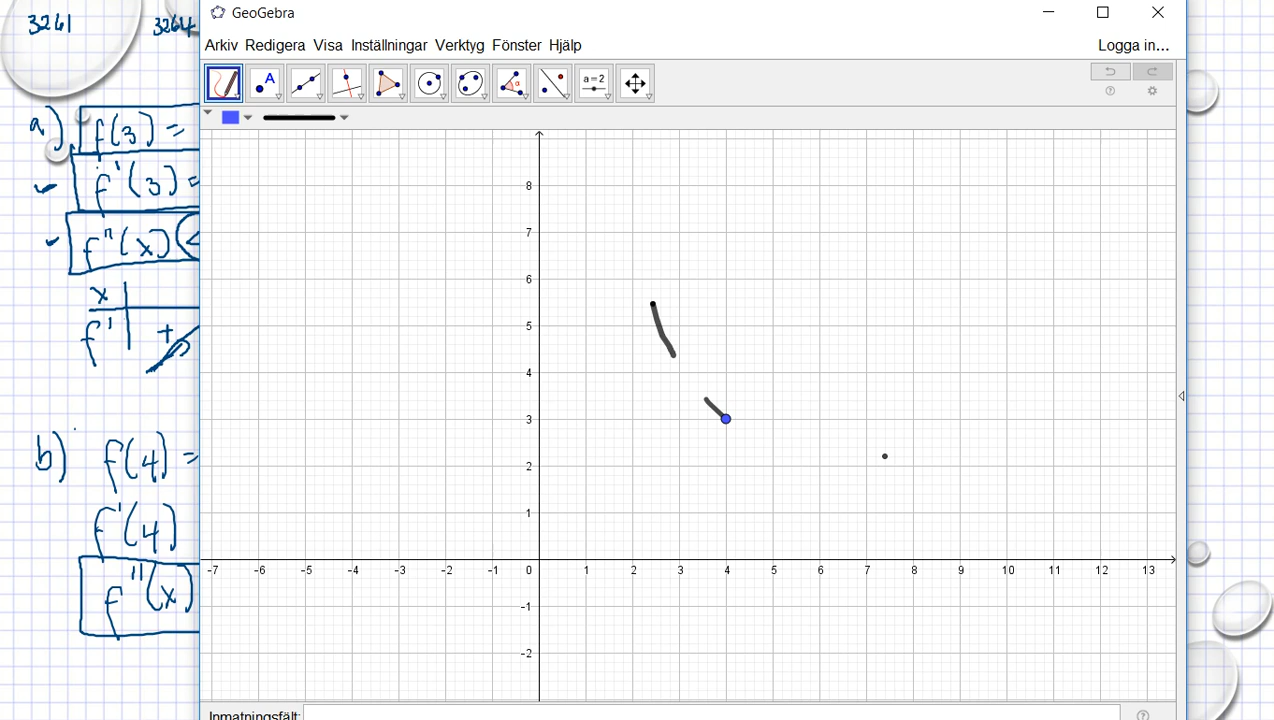 3261 3264
GeoGebra
Arkiv Redigera Visa Inställningar Verktyg Fönster Hjälp Logga in...
A α a=2
a) f(3) =
f'(3) =
f"(x) <
x
f' +
b) f(4) =
f'(4)
f"(x)
8
7
6
5
4
3
2
1
-7 -6 -5 -4 -3 -2 -1 0 1 2 3 4 5 6 7 8 9 10 11 12 13
-1
-2
Inmatningsfält: